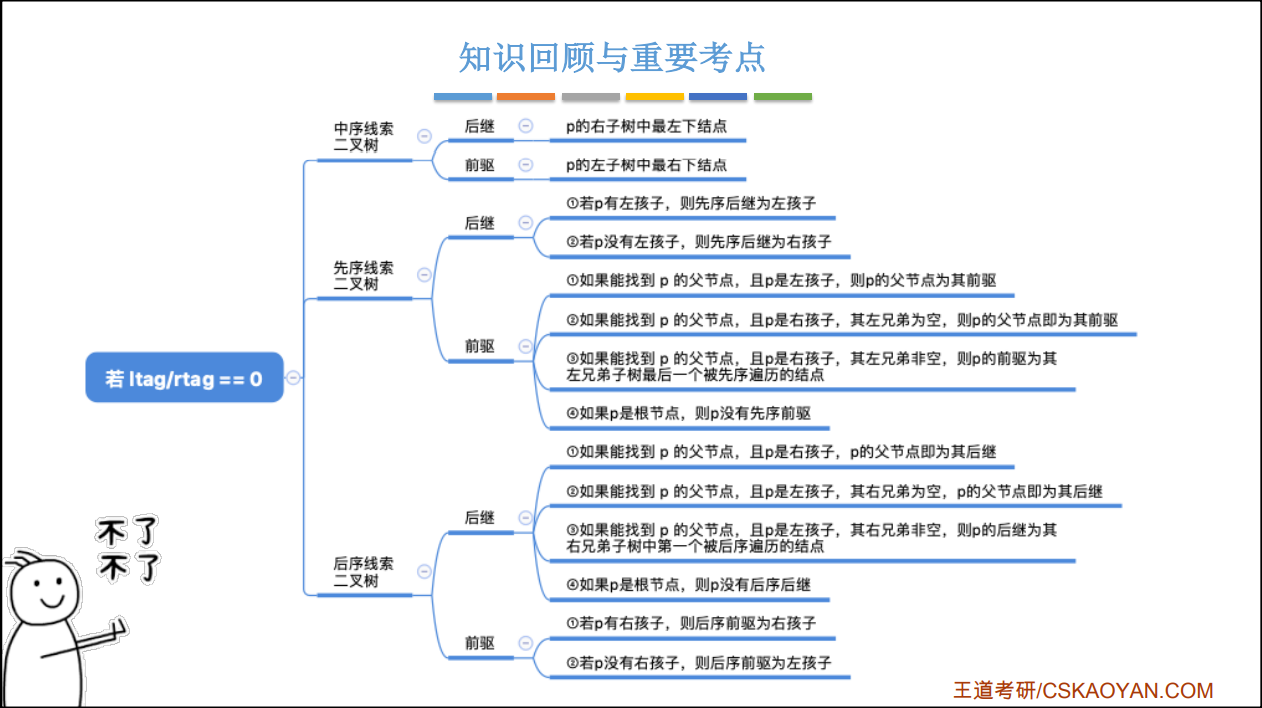 知识回顾与重要考点
若 ltag/rtag == 0
中序线索
二叉树
后继
p的右子树中最左下结点
前驱
p的左子树中最右下结点
先序线索
二叉树
后继
①若p有左孩子，则先序后继为左孩子
②若p没有左孩子，则先序后继为右孩子
前驱
①如果能找到 p 的父节点，且p是左孩子，则p的父节点为其前驱
②如果能找到 p 的父节点，且p是右孩子，其左兄弟为空，则p的父节点即为其前驱
③如果能找到 p 的父节点，且p是右孩子，其左兄弟非空，则p的前驱为其
左兄弟子树最后一个被先序遍历的结点
④如果p是根节点，则p没有先序前驱
后序线索
二叉树
后继
①如果能找到 p 的父节点，且p是右孩子，p的父节点即为其后继
②如果能找到 p 的父节点，且p是左孩子，其右兄弟为空，p的父节点即为其后继
③如果能找到 p 的父节点，且p是左孩子，其右兄弟非空，则p的后继为其
右兄弟子树中第一个被后序遍历的结点
④如果p是根节点，则p没有后序后继
前驱
①若p有右孩子，则后序前驱为右孩子
②若p没有右孩子，则后序前驱为左孩子
不了
不了
王道考研/CSKAOYAN.COM